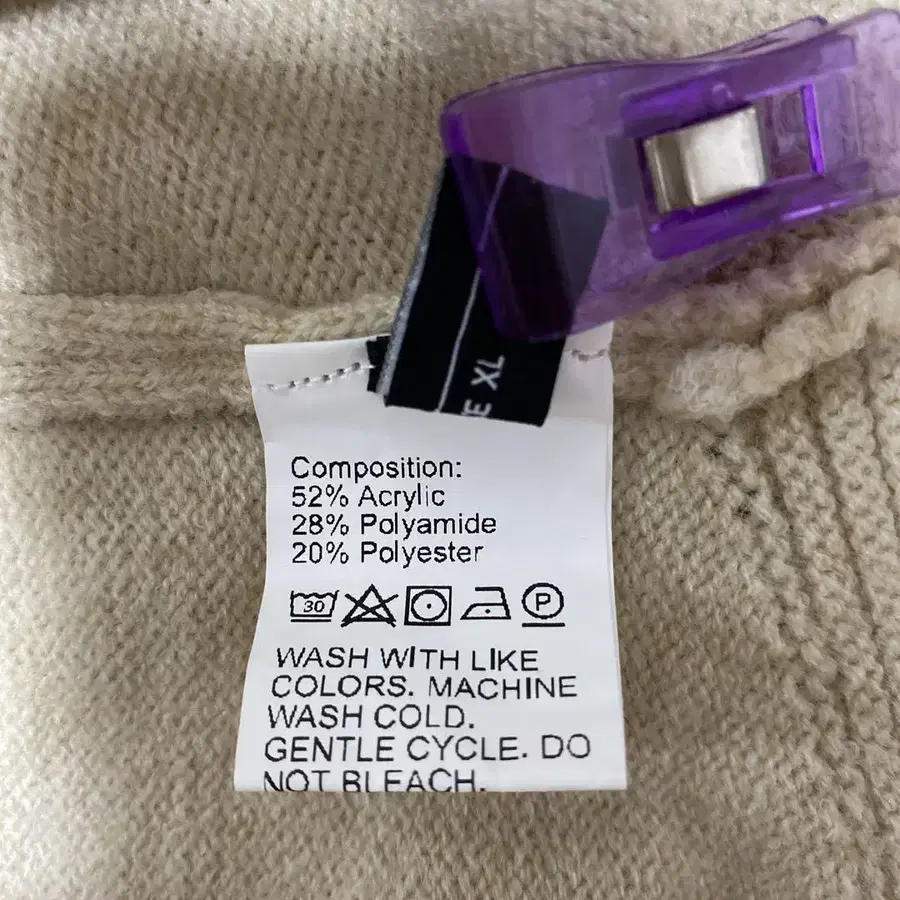 XL
Composition:
52% Acrylic
28% Polyamide
20% Polyester
30 P
WASH WITH LIKE
COLORS. MACHINE
WASH COLD.
GENTLE CYCLE. DO
NOT BLEACH.